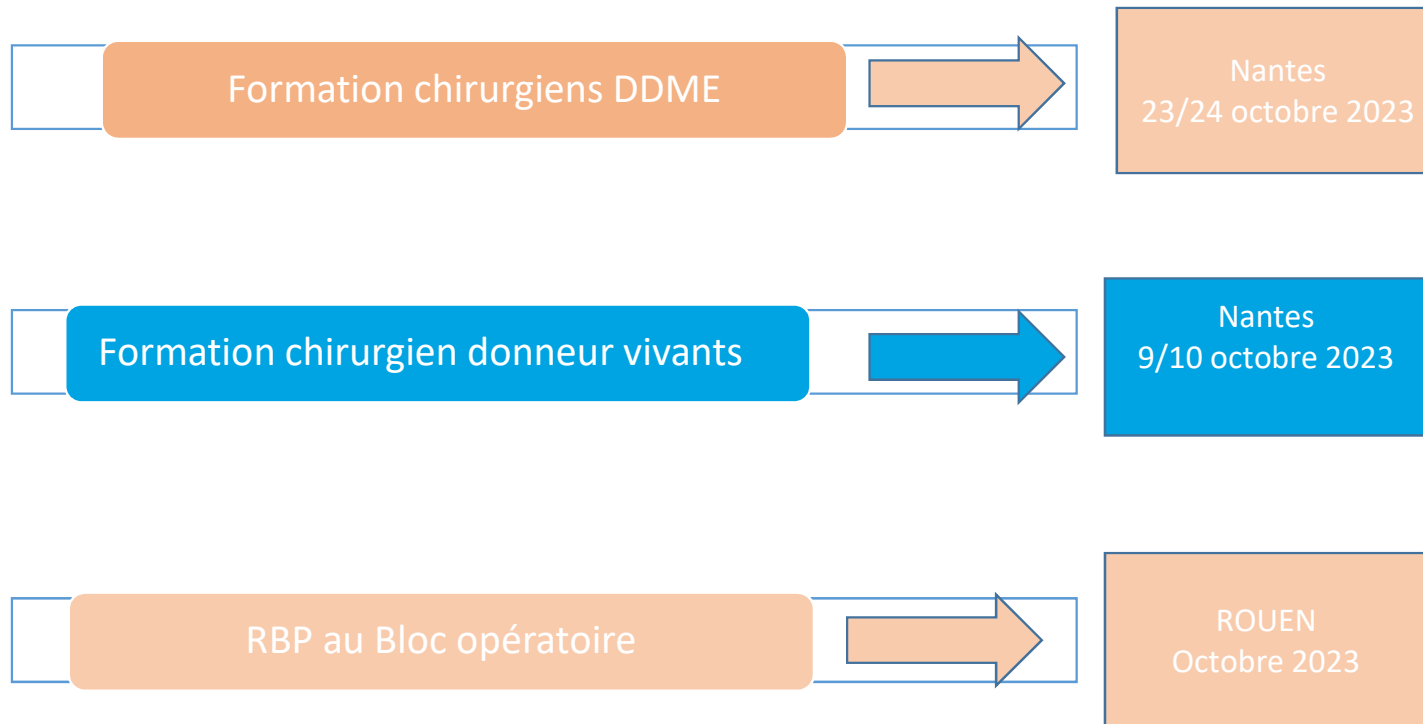 Formation chirurgiens DDME
Nantes
23/24 octobre 2023
Formation chirurgien donneur vivants
Nantes
9/10 octobre 2023
RBP au Bloc opératoire
ROUEN
Octobre 2023